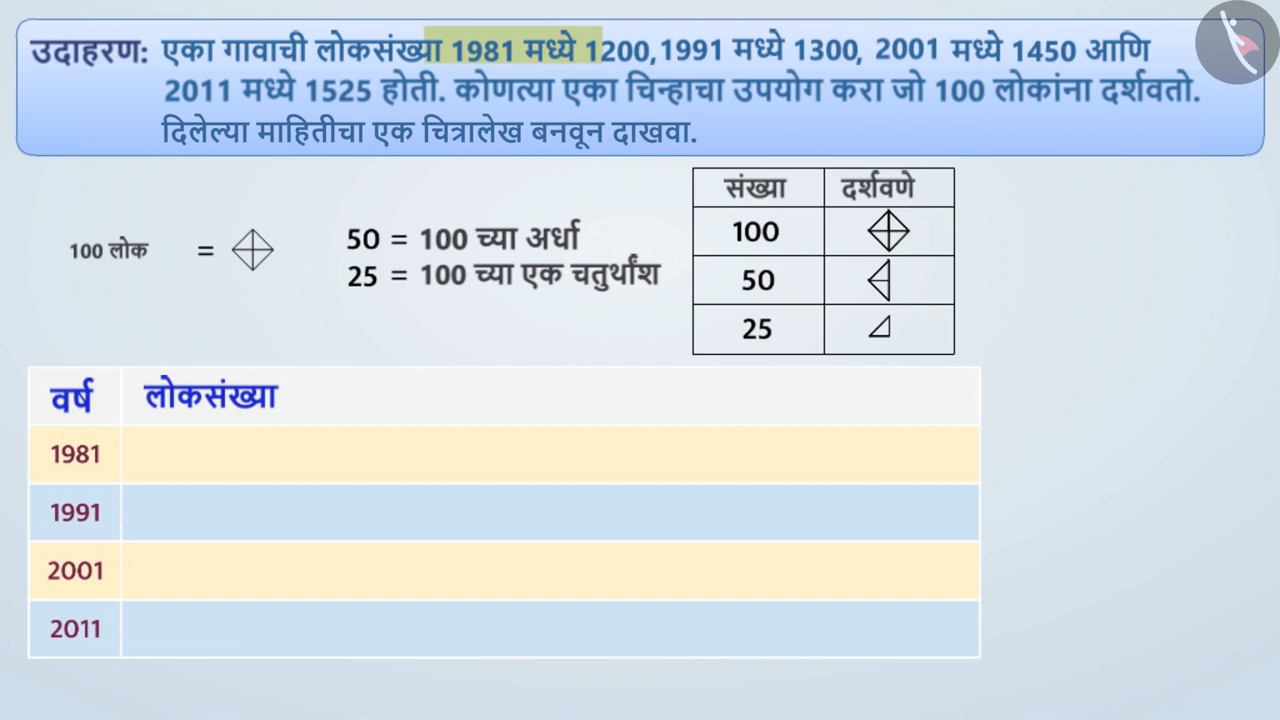 उदाहरण: एका गावाची लोकसंख्या 1981 मध्ये 1200,1991 मध्ये 1300, 2001 मध्ये 1450 आणि
2011 मध्ये 1525 होती. कोणत्या एका चिन्हाचा उपयोग करा जो 100 लोकांना दर्शवतो.
दिलेल्या माहितीचा एक चित्रालेख बनवून दाखवा.
100 लोक =
50 = 100 च्या अर्धा
25 = 100 च्या एक चतुर्थांश
संख्या दर्शवणे
100
50
25
वर्ष लोकसंख्या
1981
1991
2001
2011